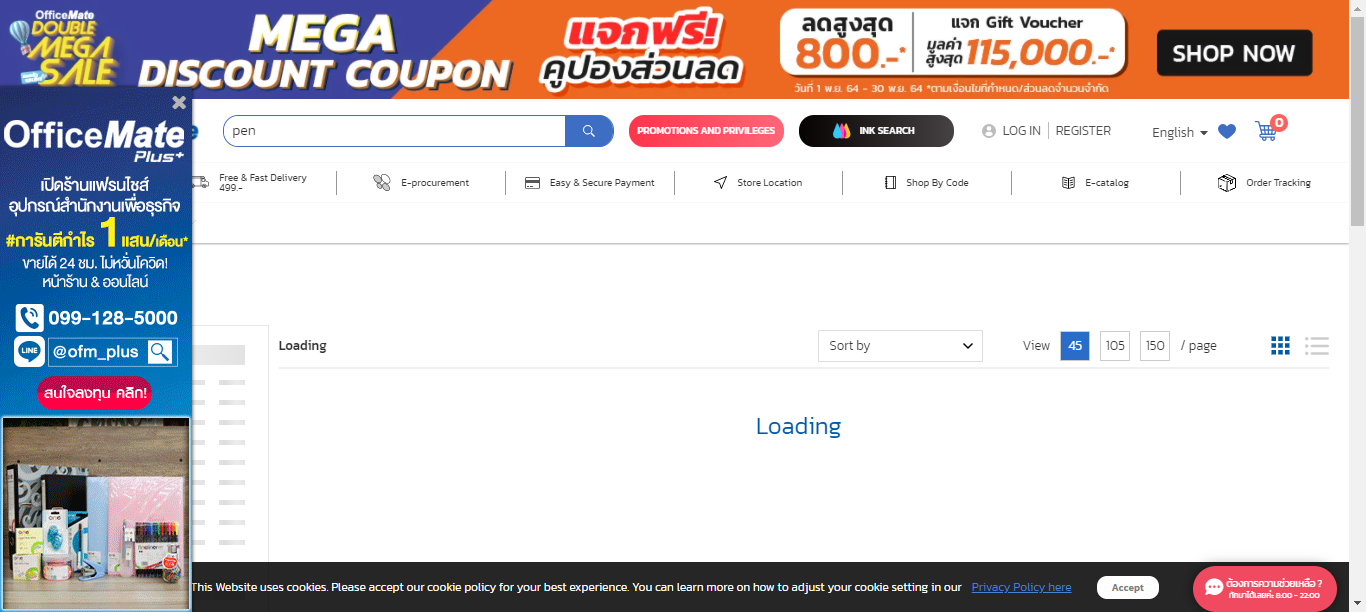 OfficeMate
DOUBLE
MEGA
SALE
MEGA
DISCOUNT COUPON
แจกฟรี!
คูปองส่วนลด
ลดสูงสุด
800.-*
แจก Gift Voucher
มูลค่า
สูงสุด 115,000.-*
วันที่ 1 พ.ย. 64 - 30 พ.ย. 64 *ตามเงื่อนไขที่กำหนด/ส่วนลดจำนวนจำกัด
SHOP NOW
pen
PROMOTIONS AND PRIVILEGES
INK SEARCH
LOG IN
REGISTER
English
0
Free & Fast Delivery
499.-
E-procurement
Easy & Secure Payment
Store Location
Shop By Code
E-catalog
Order Tracking
OfficeMate
Plus+
เปิดร้านแฟรนไชส์
อุปกรณ์สำนักงานเพื่อธุรกิจ
#การันตีกำไร 1 แสน/เดือน*
ขายได้ 24 ชม. ไม่หวั่นโควิด!
หน้าร้าน & ออนไลน์
099-128-5000
LINE @ofm_plus
สนใจลงทุน คลิก!
Loading
Sort by
View 45 105 150 / page
Loading
This Website uses cookies. Please accept our cookie policy for your best experience. You can learn more on how to adjust your cookie setting in our Privacy Policy here
Accept
ต้องการความช่วยเหลือ ?
ทักมาได้เลยค่ะ 8:00 - 22:00